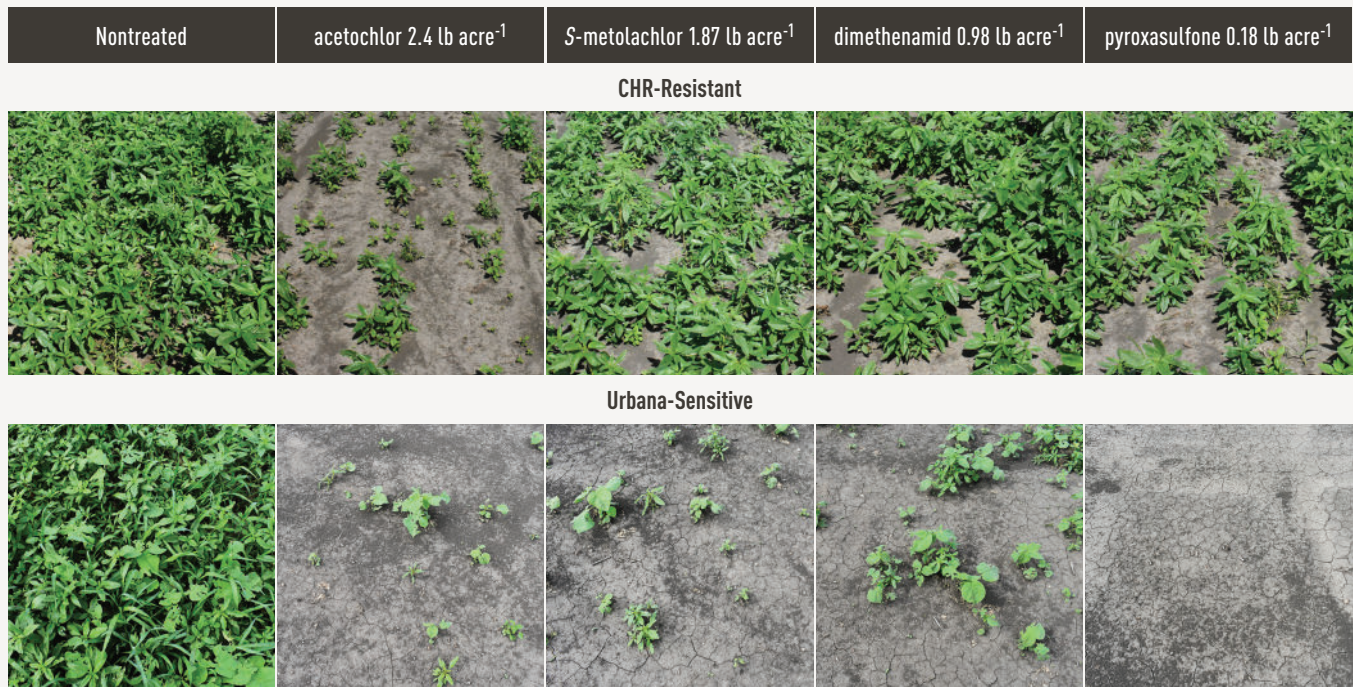 Nontreated
acetochlor 2.4 lb acre⁻¹
S-metolachlor 1.87 lb acre⁻¹
dimethenamid 0.98 lb acre⁻¹
pyroxasulfone 0.18 lb acre⁻¹
CHR-Resistant
Urbana-Sensitive